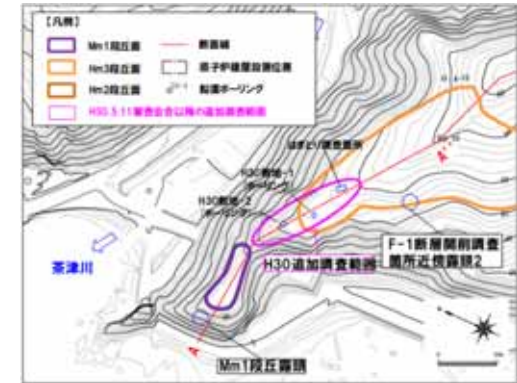 【凡例】
Mm1段丘面
Hm3段丘面
Hm2段丘面
断面線
原子炉建屋設置位置
鉛直ボーリング
H30.5.11審査会合以降の追加調査範囲
はぎとり調査箇所
H30敷地-1
(ボーリング)
H30敷地-2
(ボーリング)
A'
F-1断層開削調査
箇所近傍露頭2
H30追加調査範囲
茶津川
A
Mm1段丘露頭